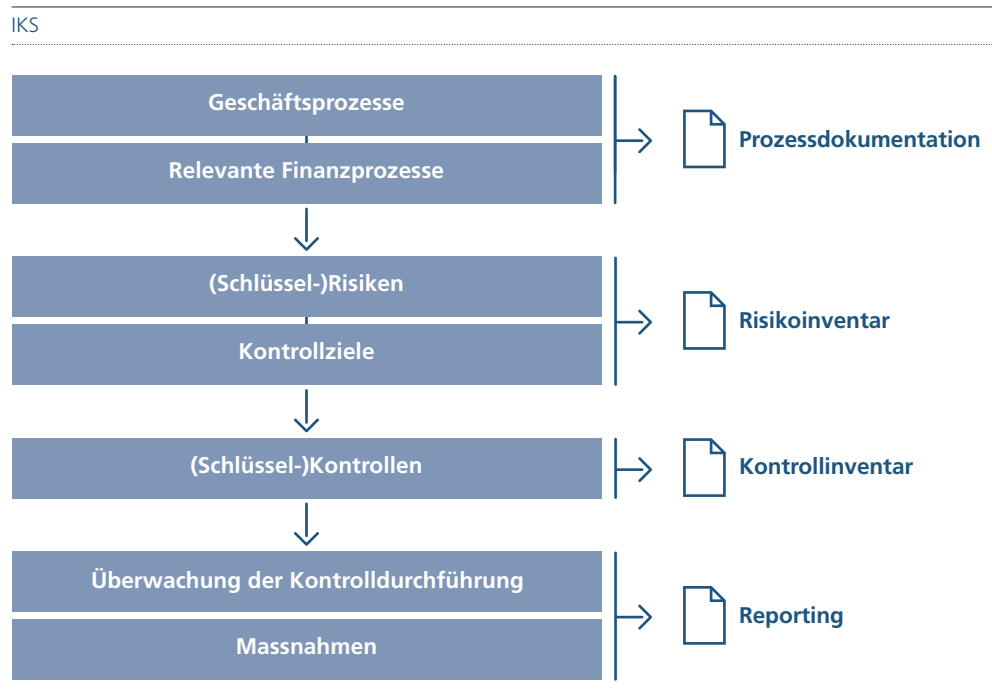 IKS
Geschäftsprozesse
Relevante Finanzprozesse
Prozessdokumentation
(Schlüssel-)Risiken
Kontrollziele
Risikoinventar
(Schlüssel-)Kontrollen
Kontrollinventar
Überwachung der Kontrolldurchführung
Massnahmen
Reporting